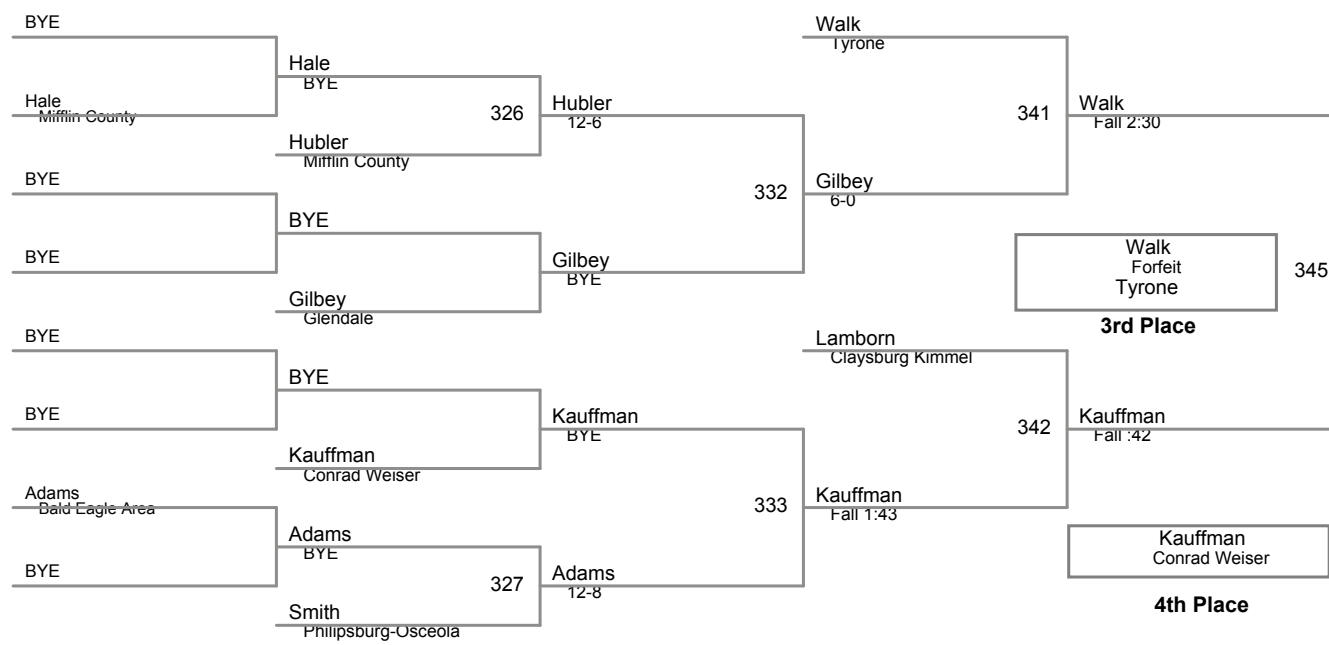 BYE
Walk
Tyrone
Hale
BYE
Hale
Mifflin County
326
Hubler
12-6
341
Walk
Fall 2:30
Hubler
Mifflin County
BYE
332
Gilbey
6-0
BYE
BYE
Gilbey
BYE
Walk
Forfeit
Tyrone
345
3rd Place
Gilbey
Glendale
BYE
Lamborn
Claysburg Kimmel
BYE
BYE
Kauffman
BYE
342
Kauffman
Fall :42
Kauffman
Conrad Weiser
Adams
Bald Eagle Area
333
Kauffman
Fall 1:43
Adams
BYE
Kauffman
Conrad Weiser
BYE
327
Adams
12-8
4th Place
Smith
Philipsburg-Osceola